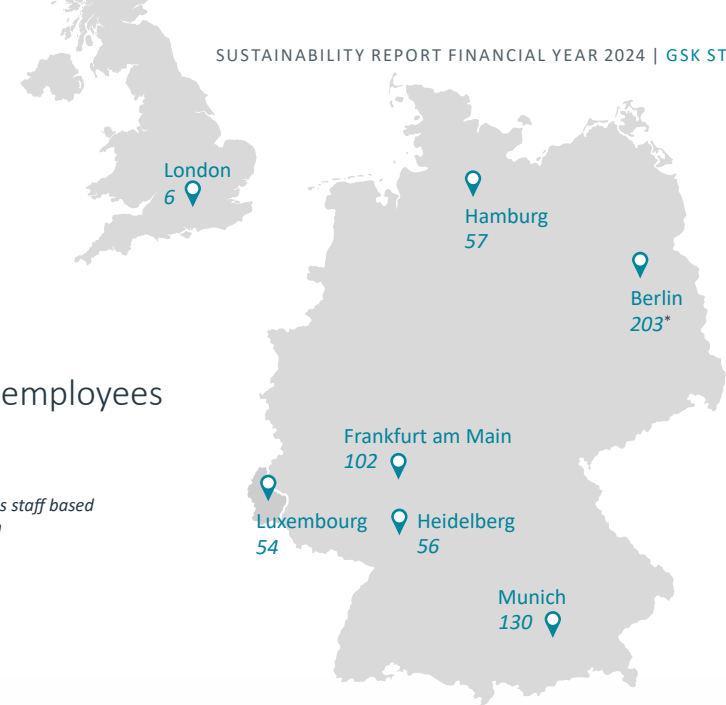 SUSTAINABILITY REPORT FINANCIAL YEAR 2024 | GSK ST
London
6
Hamburg
57
Berlin
203*
employees
Frankfurt am Main
102
staff based
Luxembourg
54
Heidelberg
56
Munich
130